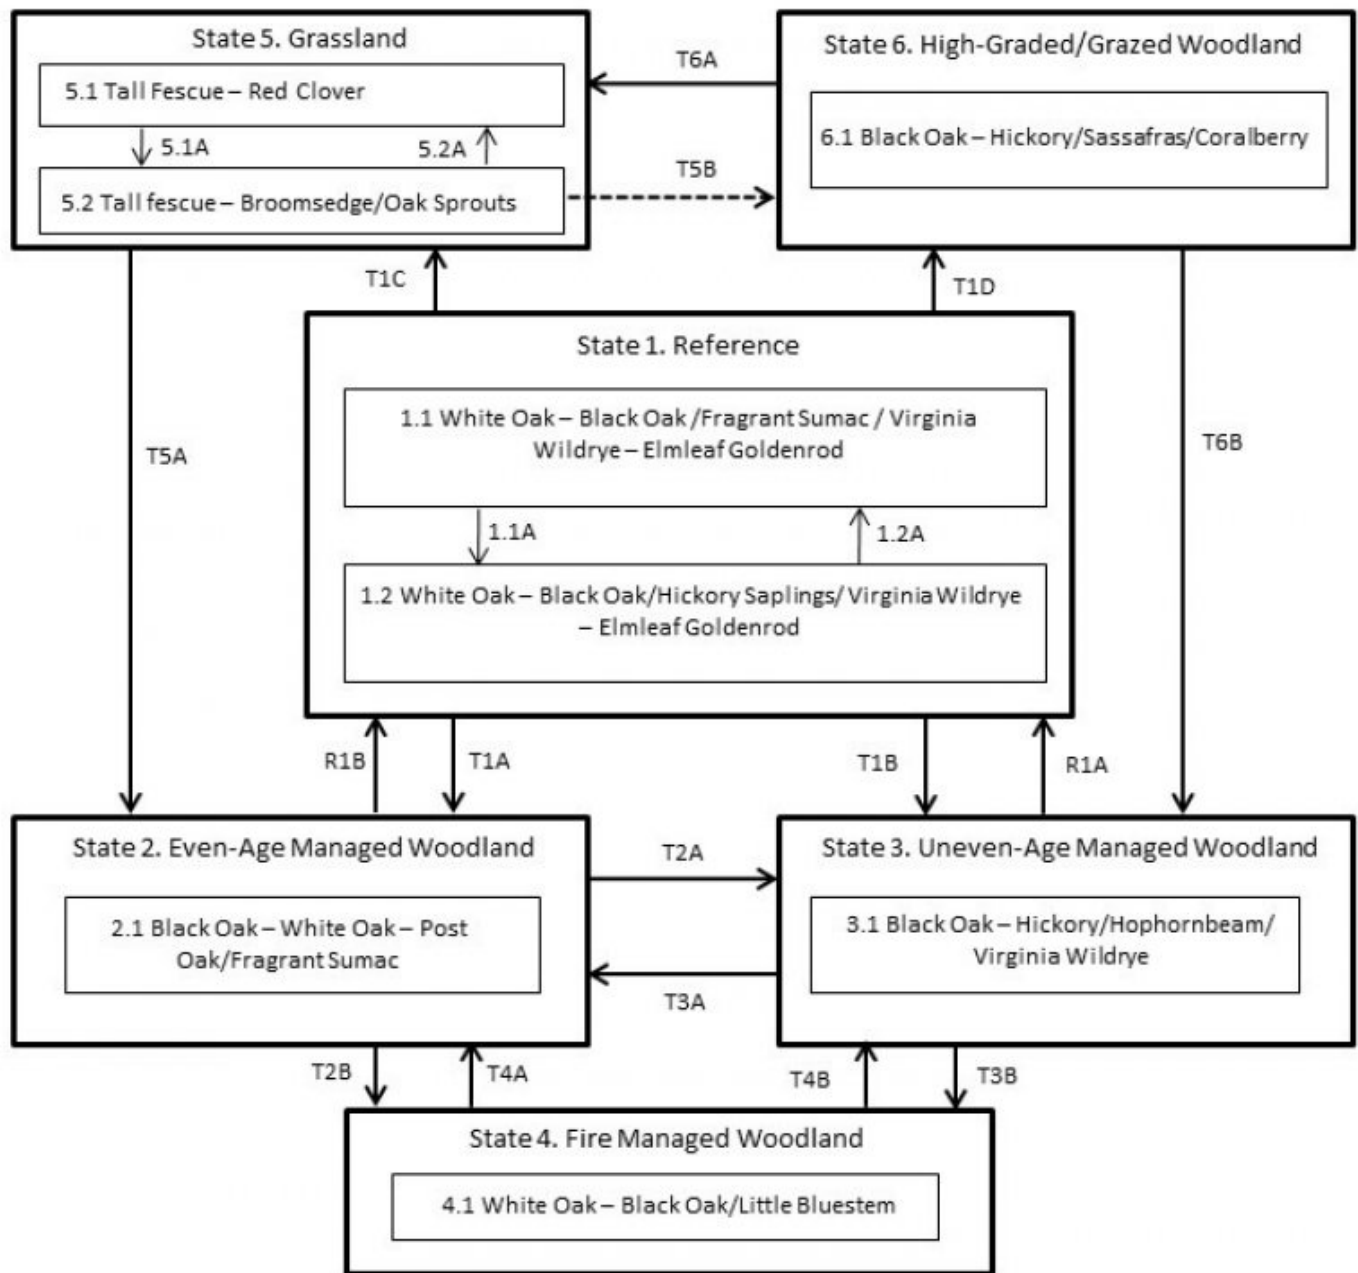 State 5. Grassland
5.1 Tall Fescue – Red Clover
5.1A
5.2A
5.2 Tall fescue – Broomsedge/Oak Sprouts
T6A
T5B
State 6. High-Graded/Grazed Woodland
6.1 Black Oak – Hickory/Sassafras/Coralberry
T1C
T1D
State 1. Reference
1.1 White Oak – Black Oak /Fragrant Sumac / Virginia
Wildrye – Elmleaf Goldenrod
1.1A
1.2A
1.2 White Oak – Black Oak/Hickory Saplings/ Virginia Wildrye
– Elmleaf Goldenrod
T5A
T6B
R1B
T1A
T1B
R1A
State 2. Even-Age Managed Woodland
2.1 Black Oak – White Oak – Post
Oak/Fragrant Sumac
T2A
T3A
State 3. Uneven-Age Managed Woodland
3.1 Black Oak – Hickory/Hophornbeam/
Virginia Wildrye
T2B
T4A
T4B
T3B
State 4. Fire Managed Woodland
4.1 White Oak – Black Oak/Little Bluestem